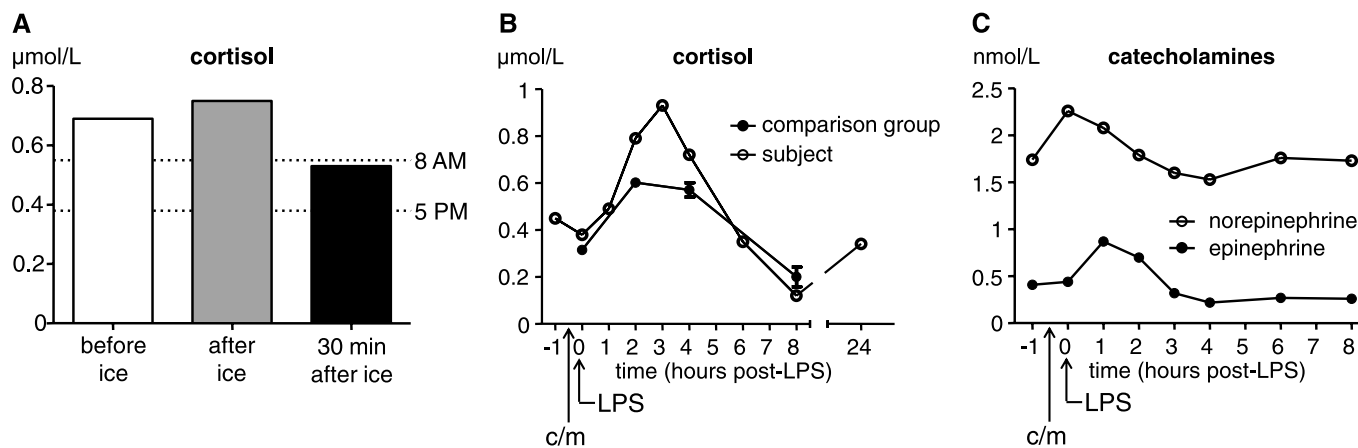 A
µmol/L
cortisol
0.8
0.6
0.4
0.2
0
8 AM
5 PM
before
ice
after
ice
30 min
after ice
B
µmol/L
cortisol
1
0.8
0.6
0.4
0.2
0
comparison group
subject
-1 0 1 2 3 4 5 6 7 8 24
time (hours post-LPS)
LPS
c/m
C
nmol/L
catecholamines
2.5
2
1.5
1
0.5
0
norepinephrine
epinephrine
-1 0 1 2 3 4 5 6 7 8
time (hours post-LPS)
LPS
c/m